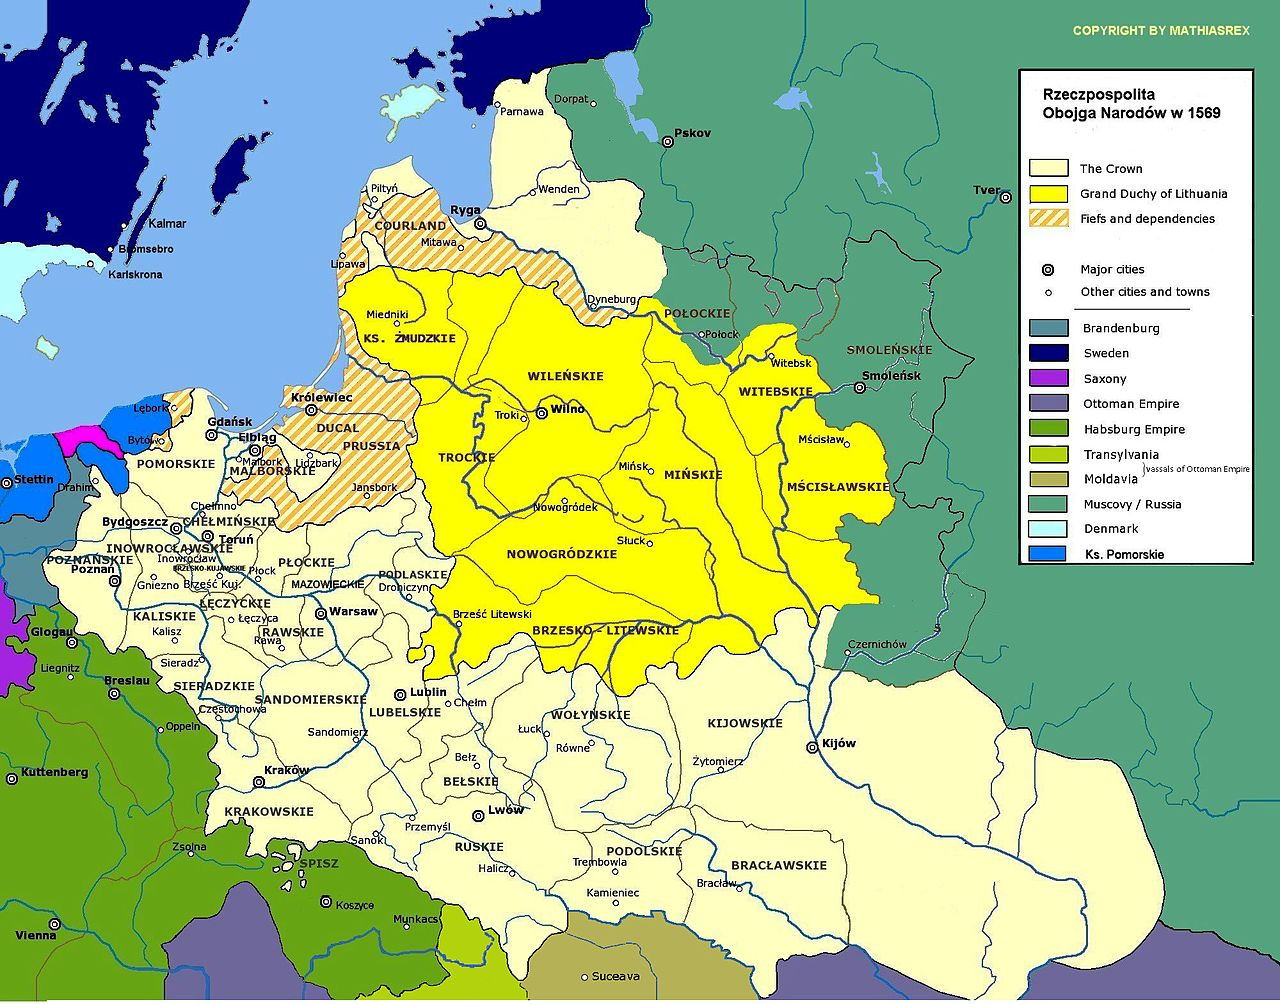 COPYRIGHT BY MATHIASREX
Rzeczpospolita
Obojga Narodów w 1569
The Crown
Grand Duchy of Lithuania
Fiefs and dependencies
Major cities
Other cities and towns
Brandenburg
Sweden
Saxony
Ottoman Empire
Habsburg Empire
Transylvania
vassals of Ottoman Empire
Moldavia
Muscovy / Russia
Denmark
Ks. Pomorskie
Parnawa
Dorpat
Pskov
Tver
Piltyń
Wenden
Ryga
COURLAND
Mitawa
Lipawa
Kalmar
Brömsebro
Karlskrona
Dyneburg
POŁOCKIE
Połock
Miedniki
KS. ŻMUDZKIE
SMOLEŃSKIE
Witebsk
Smoleńsk
WILEŃSKIE
WITEBSKIE
Królewiec
Troki
Wilno
Lębork
Gdańsk
DUCAL
PRUSSIA
Bytów
Elbląg
Mścisław
POMORSKIE
Malbork
MALBORSKIE
Lidzbark
TROCKIE
Mińsk
MIŃSKIE
MŚCISŁAWSKIE
Stettin
Drahim
Jansbork
Nowogródek
Chełmno
Bydgoszcz
CHEŁMIŃSKIE
Toruń
Słuck
NOWOGRÓDZKIE
INOWROCŁAWSKIE
POZNAŃSKIE
Inowrocław
BRZESKO-KUJAWSKIE
PŁOCKIE
Poznań
Płock
Gniezno
Brześć Kuj.
MAZOWIECKIE
PODLASKIE
Droniczyn
ŁĘCZYCKIE
KALISKIE
Łęczyca
Warsaw
Brześć Litewski
BRZESKO - LITEWSKIE
Glogau
Kalisz
RAWSKIE
Rawa
Czernichów
Liegnitz
Sieradz
Breslau
SIERADZKIE
SANDOMIERSKIE
Lublin
LUBELSKIE
Chełm
Częstochowa
WOŁYŃSKIE
KIJOWSKIE
Oppeln
Sandomierz
Łuck
Równe
Kijów
Bełz
Żytomierz
Kuttenberg
Kraków
BEŁSKIE
KRAKOWSKIE
Lwów
Przemyśl
Sanok
RUSKIE
Zsolna
SPISZ
PODOLSKIE
Trembowla
BRACŁAWSKIE
Halicz
Bracław
Kamieniec
Koszyce
Munkacs
Vienna
Suceava